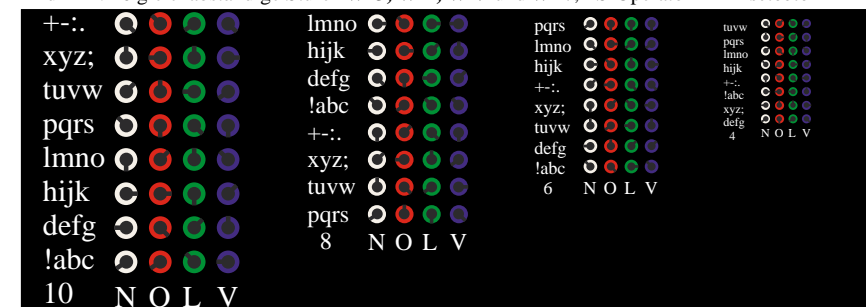 +-:.
xyz;
tuvw
pqrs
lmno
hijk
defg
!abc
10 N O L V
lmno
hijk
defg
!abc
+-:.
xyz;
tuvw
pqrs
8 N O L V
pqrs
lmno
hijk
+-:.
xyz;
tuvw
defg
!abc
6 N O L V
tuvw
pqrs
lmno
hijk
+-:.
!abc
xyz;
defg
4 N O L V